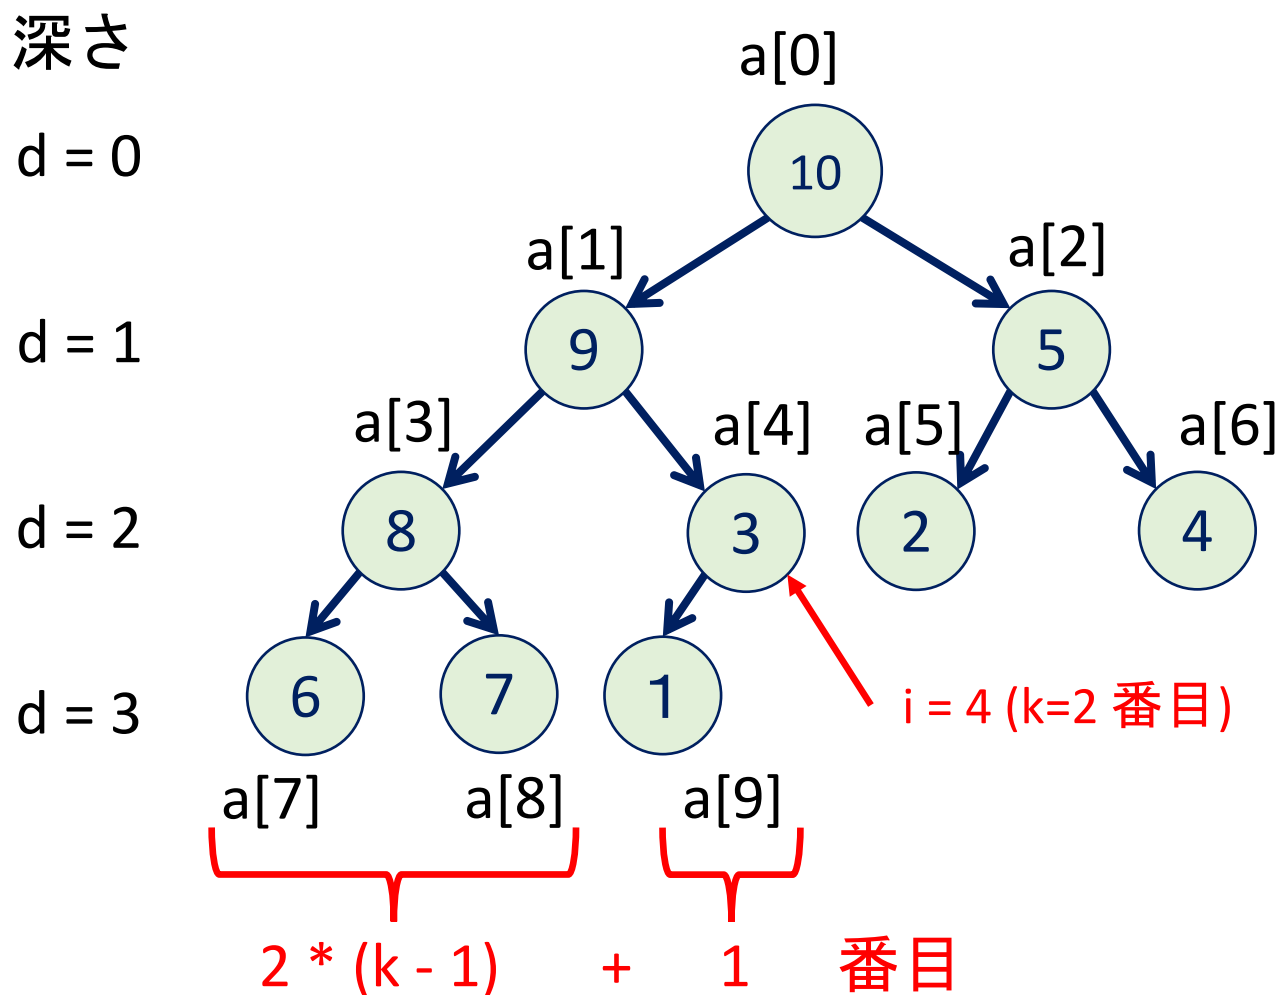 深さ
a[0]
d = 0
10
a[1]
a[2]
d = 1
9
5
a[3]
a[4]
a[5]
a[6]
d = 2
8
3
2
4
d = 3
6
7
1
i = 4 (k=2 番目)
a[7]
a[8]
a[9]
2 * (k - 1) + 1 番目